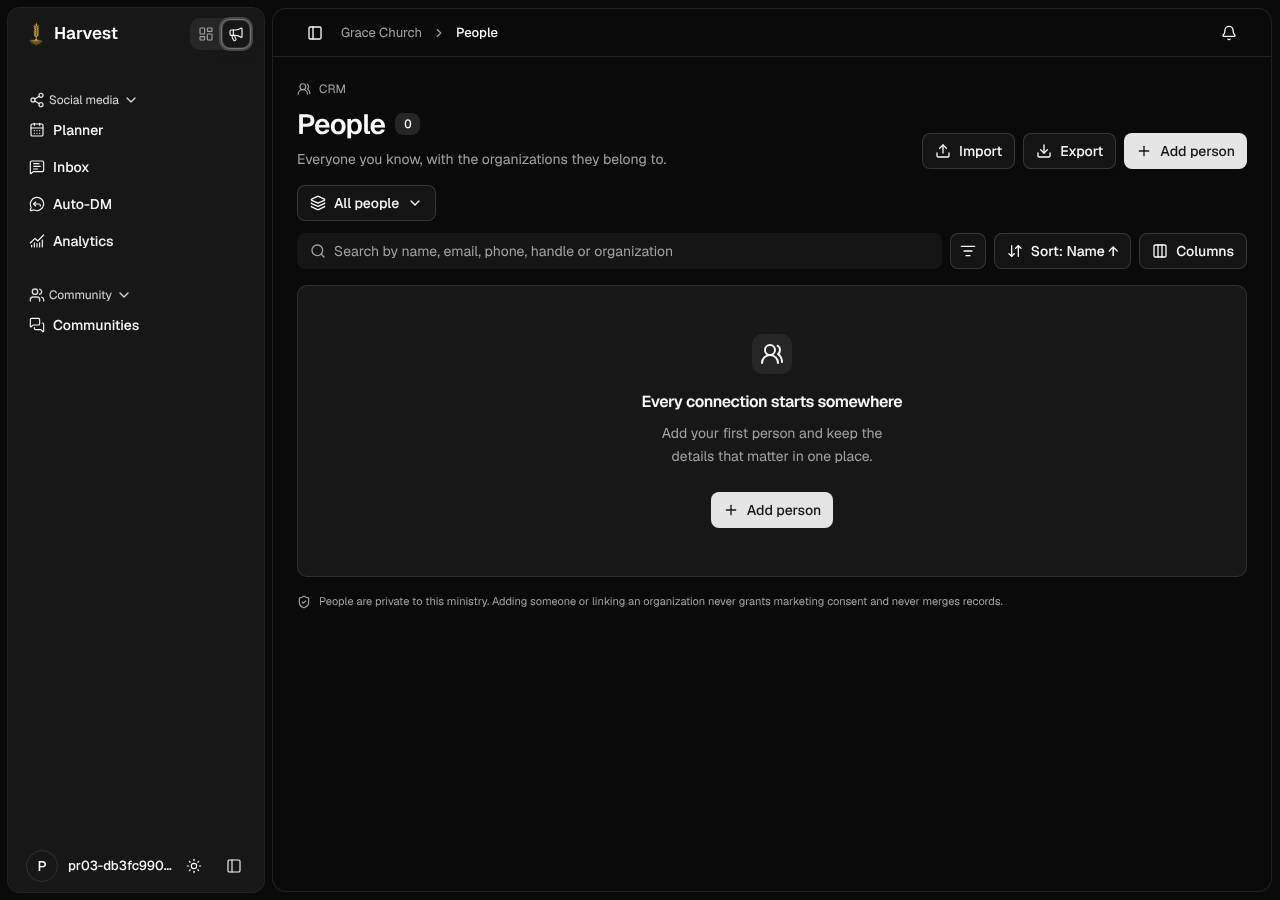 Harvest
Social media
Planner
Inbox
Auto-DM
Analytics
Community
Communities
P
pr03-db3fc990...
Grace Church
People
CRM
People 0
Everyone you know, with the organizations they belong to.
Import
Export
Add person
All people
Search by name, email, phone, handle or organization
Sort: Name ↑
Columns
Every connection starts somewhere
Add your first person and keep the
details that matter in one place.
Add person
People are private to this ministry. Adding someone or linking an organization never grants marketing consent and never merges records.